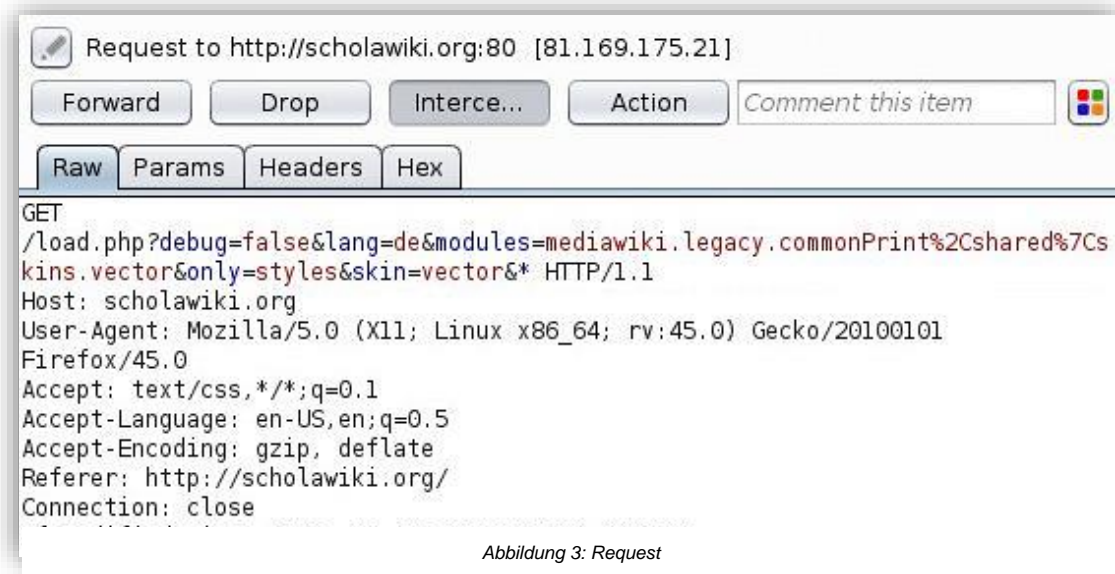 Request to http://scholawiki.org:80 [81.169.175.21]
Forward Drop Interce... Action Comment this item
Raw Params Headers Hex
GET
/load.php?debug=false&lang=de&modules=mediawiki.legacy.commonPrint%2Cshared%7Cs
kins.vector&only=styles&skin=vector&* HTTP/1.1
Host: scholawiki.org
User-Agent: Mozilla/5.0 (X11; Linux x86_64; rv:45.0) Gecko/20100101
Firefox/45.0
Accept: text/css,*/*;q=0.1
Accept-Language: en-US,en;q=0.5
Accept-Encoding: gzip, deflate
Referer: http://scholawiki.org/
Connection: close
Abbildung 3: Request